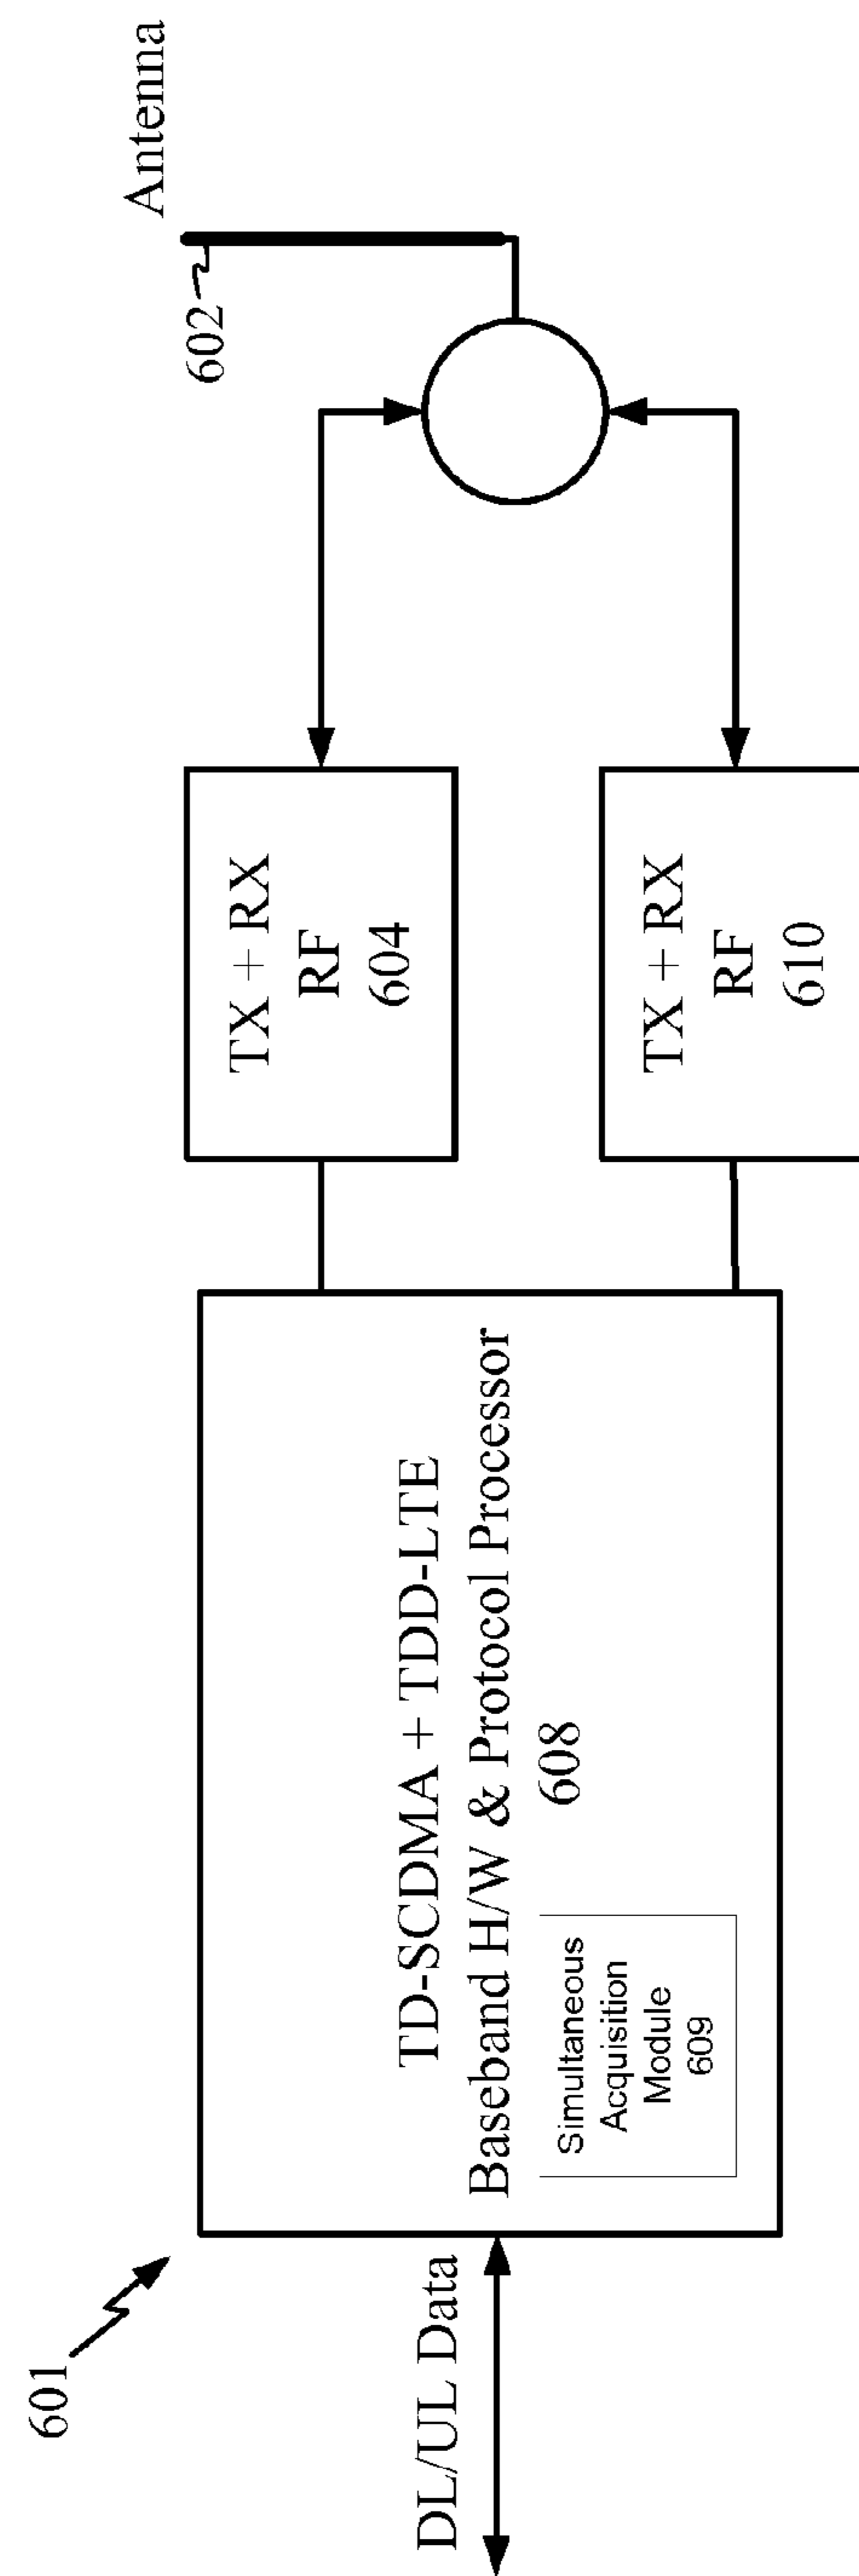 601
DL/UL Data
TD-SCDMA + TDD-LTE
Baseband H/W & Protocol Processor
608
Simultaneous
Acquisition
Module
609
TX + RX
RF
604
TX + RX
RF
610
602
Antenna